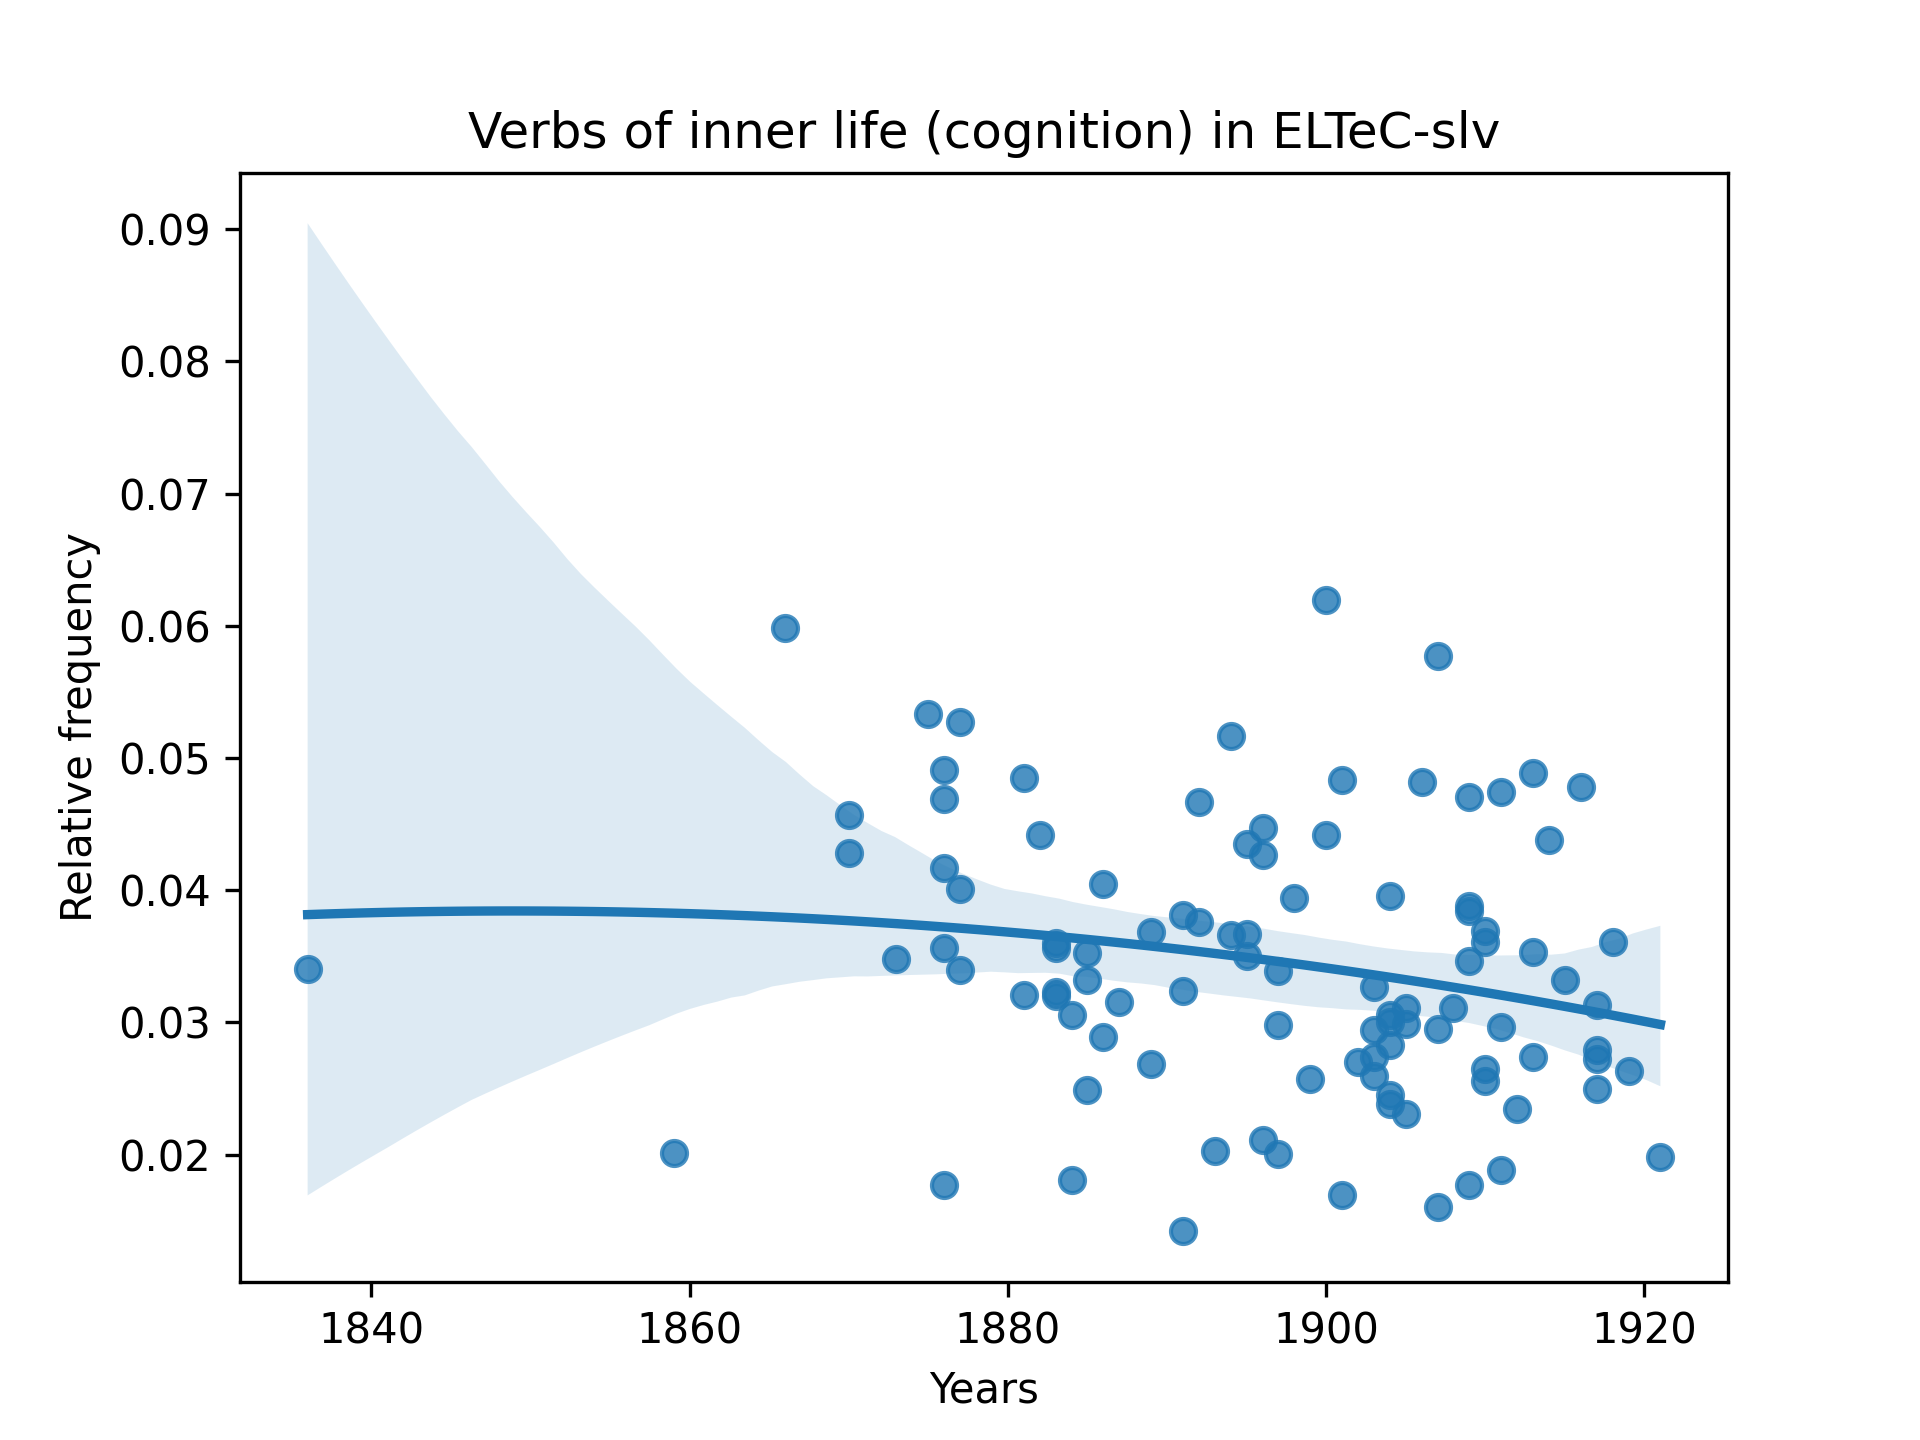 Verbs of inner life (cognition) in ELTeC-slv
0.09
0.08
0.07
0.06
0.05
0.04
0.03
0.02
Relative frequency
1840 1860 1880 1900 1920
Years